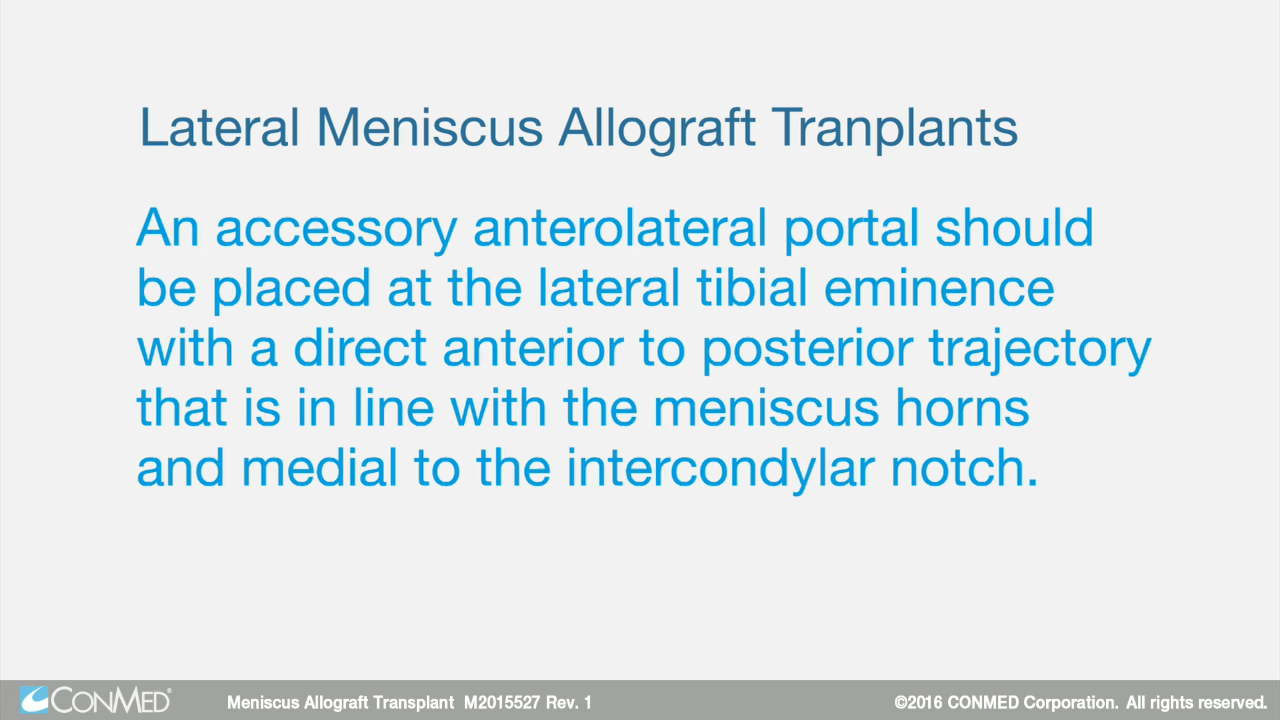 Lateral Meniscus Allograft Tranplants
An accessory anterolateral portal should
be placed at the lateral tibial eminence
with a direct anterior to posterior trajectory
that is in line with the meniscus horns
and medial to the intercondylar notch.
CONMED® Meniscus Allograft Transplant M2015527 Rev. 1 ©2016 CONMED Corporation. All rights reserved.